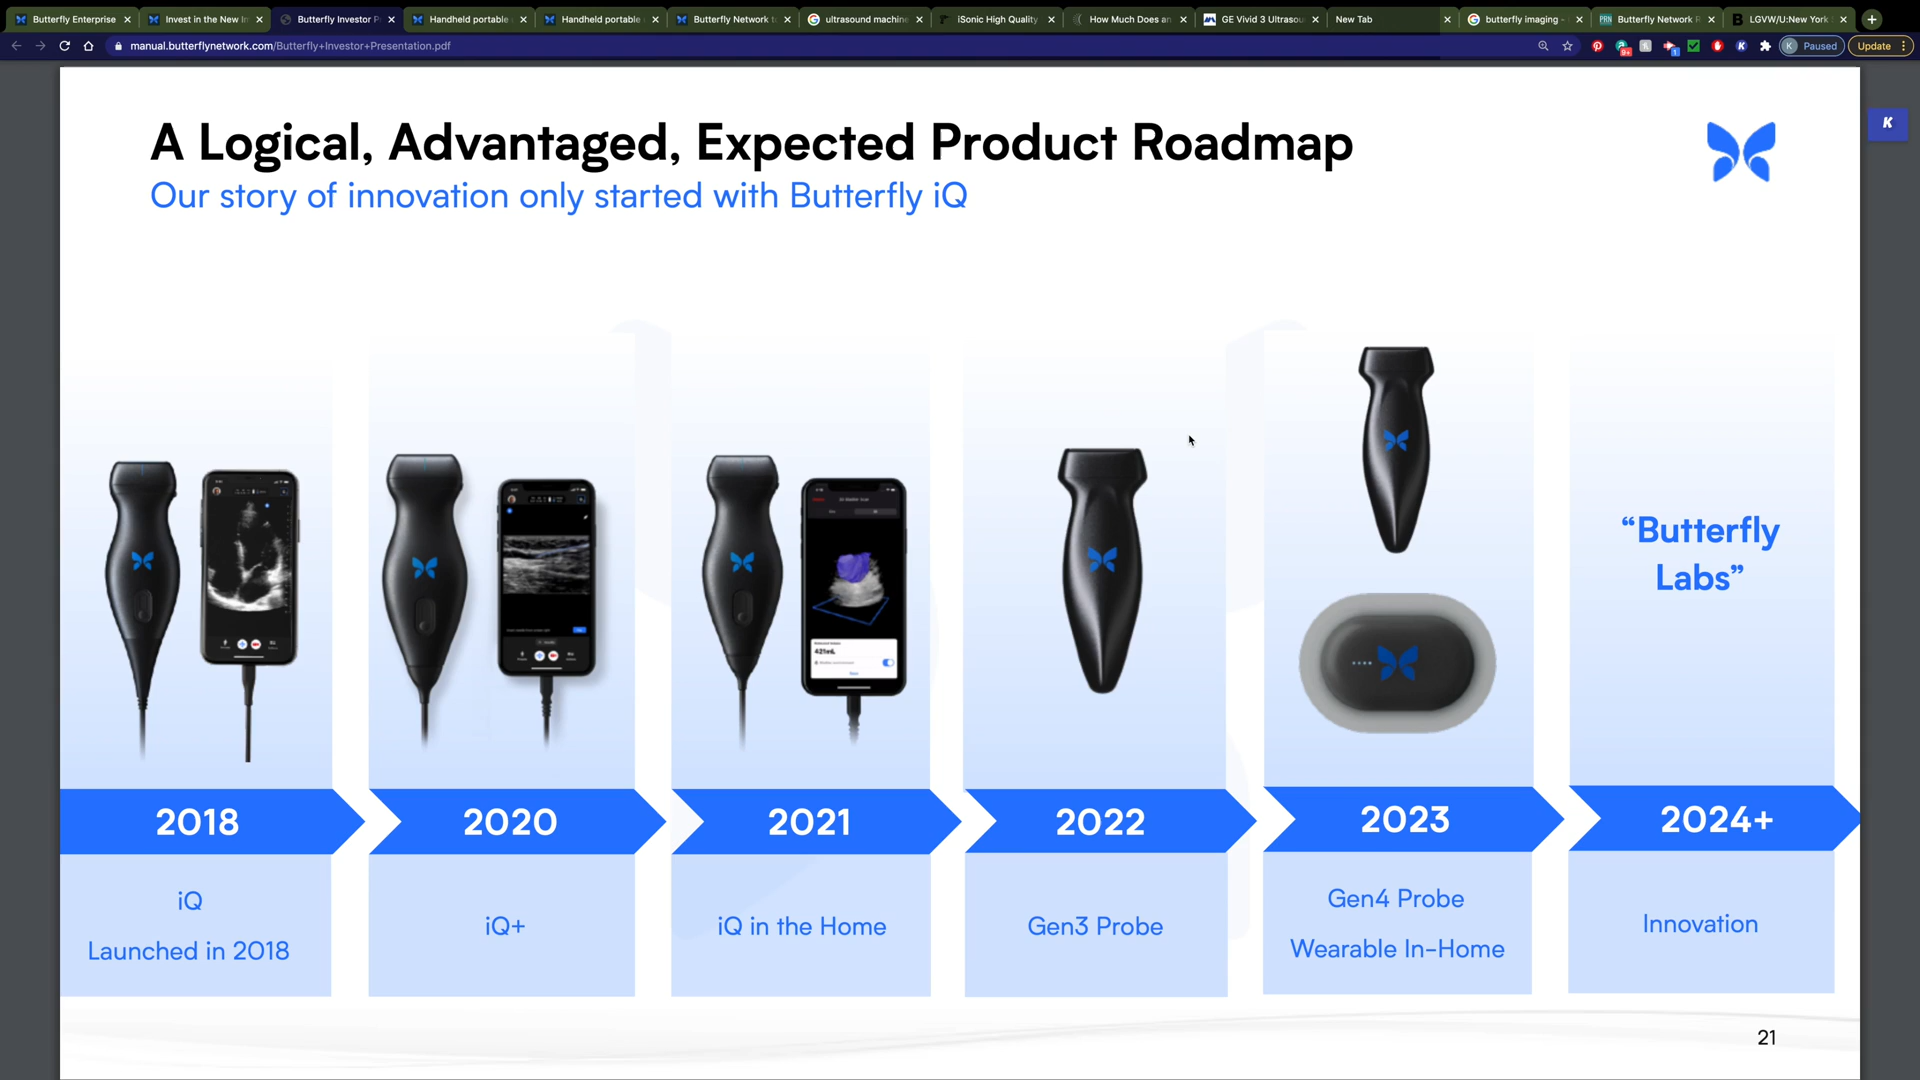 Butterfly Enterprise
Invest in the New In
Butterfly Investor P
Handheld portable
Handheld portable
Butterfly Network to
ultrasound machine
iSonic High Quality
How Much Does an
GE Vivid 3 Ultrasou
New Tab
butterfly imaging -
Butterfly Network R
LGVW/U:New York
manual.butterflynetwork.com/Butterfly+Investor+Presentation.pdf
K Paused
Update
A Logical, Advantaged, Expected Product Roadmap
Our story of innovation only started with Butterfly iQ
K
"Butterfly
Labs"
2018
2020
2021
2022
2023
2024+
iQ
Launched in 2018
iQ+
iQ in the Home
Gen3 Probe
Gen4 Probe
Wearable In-Home
Innovation
21